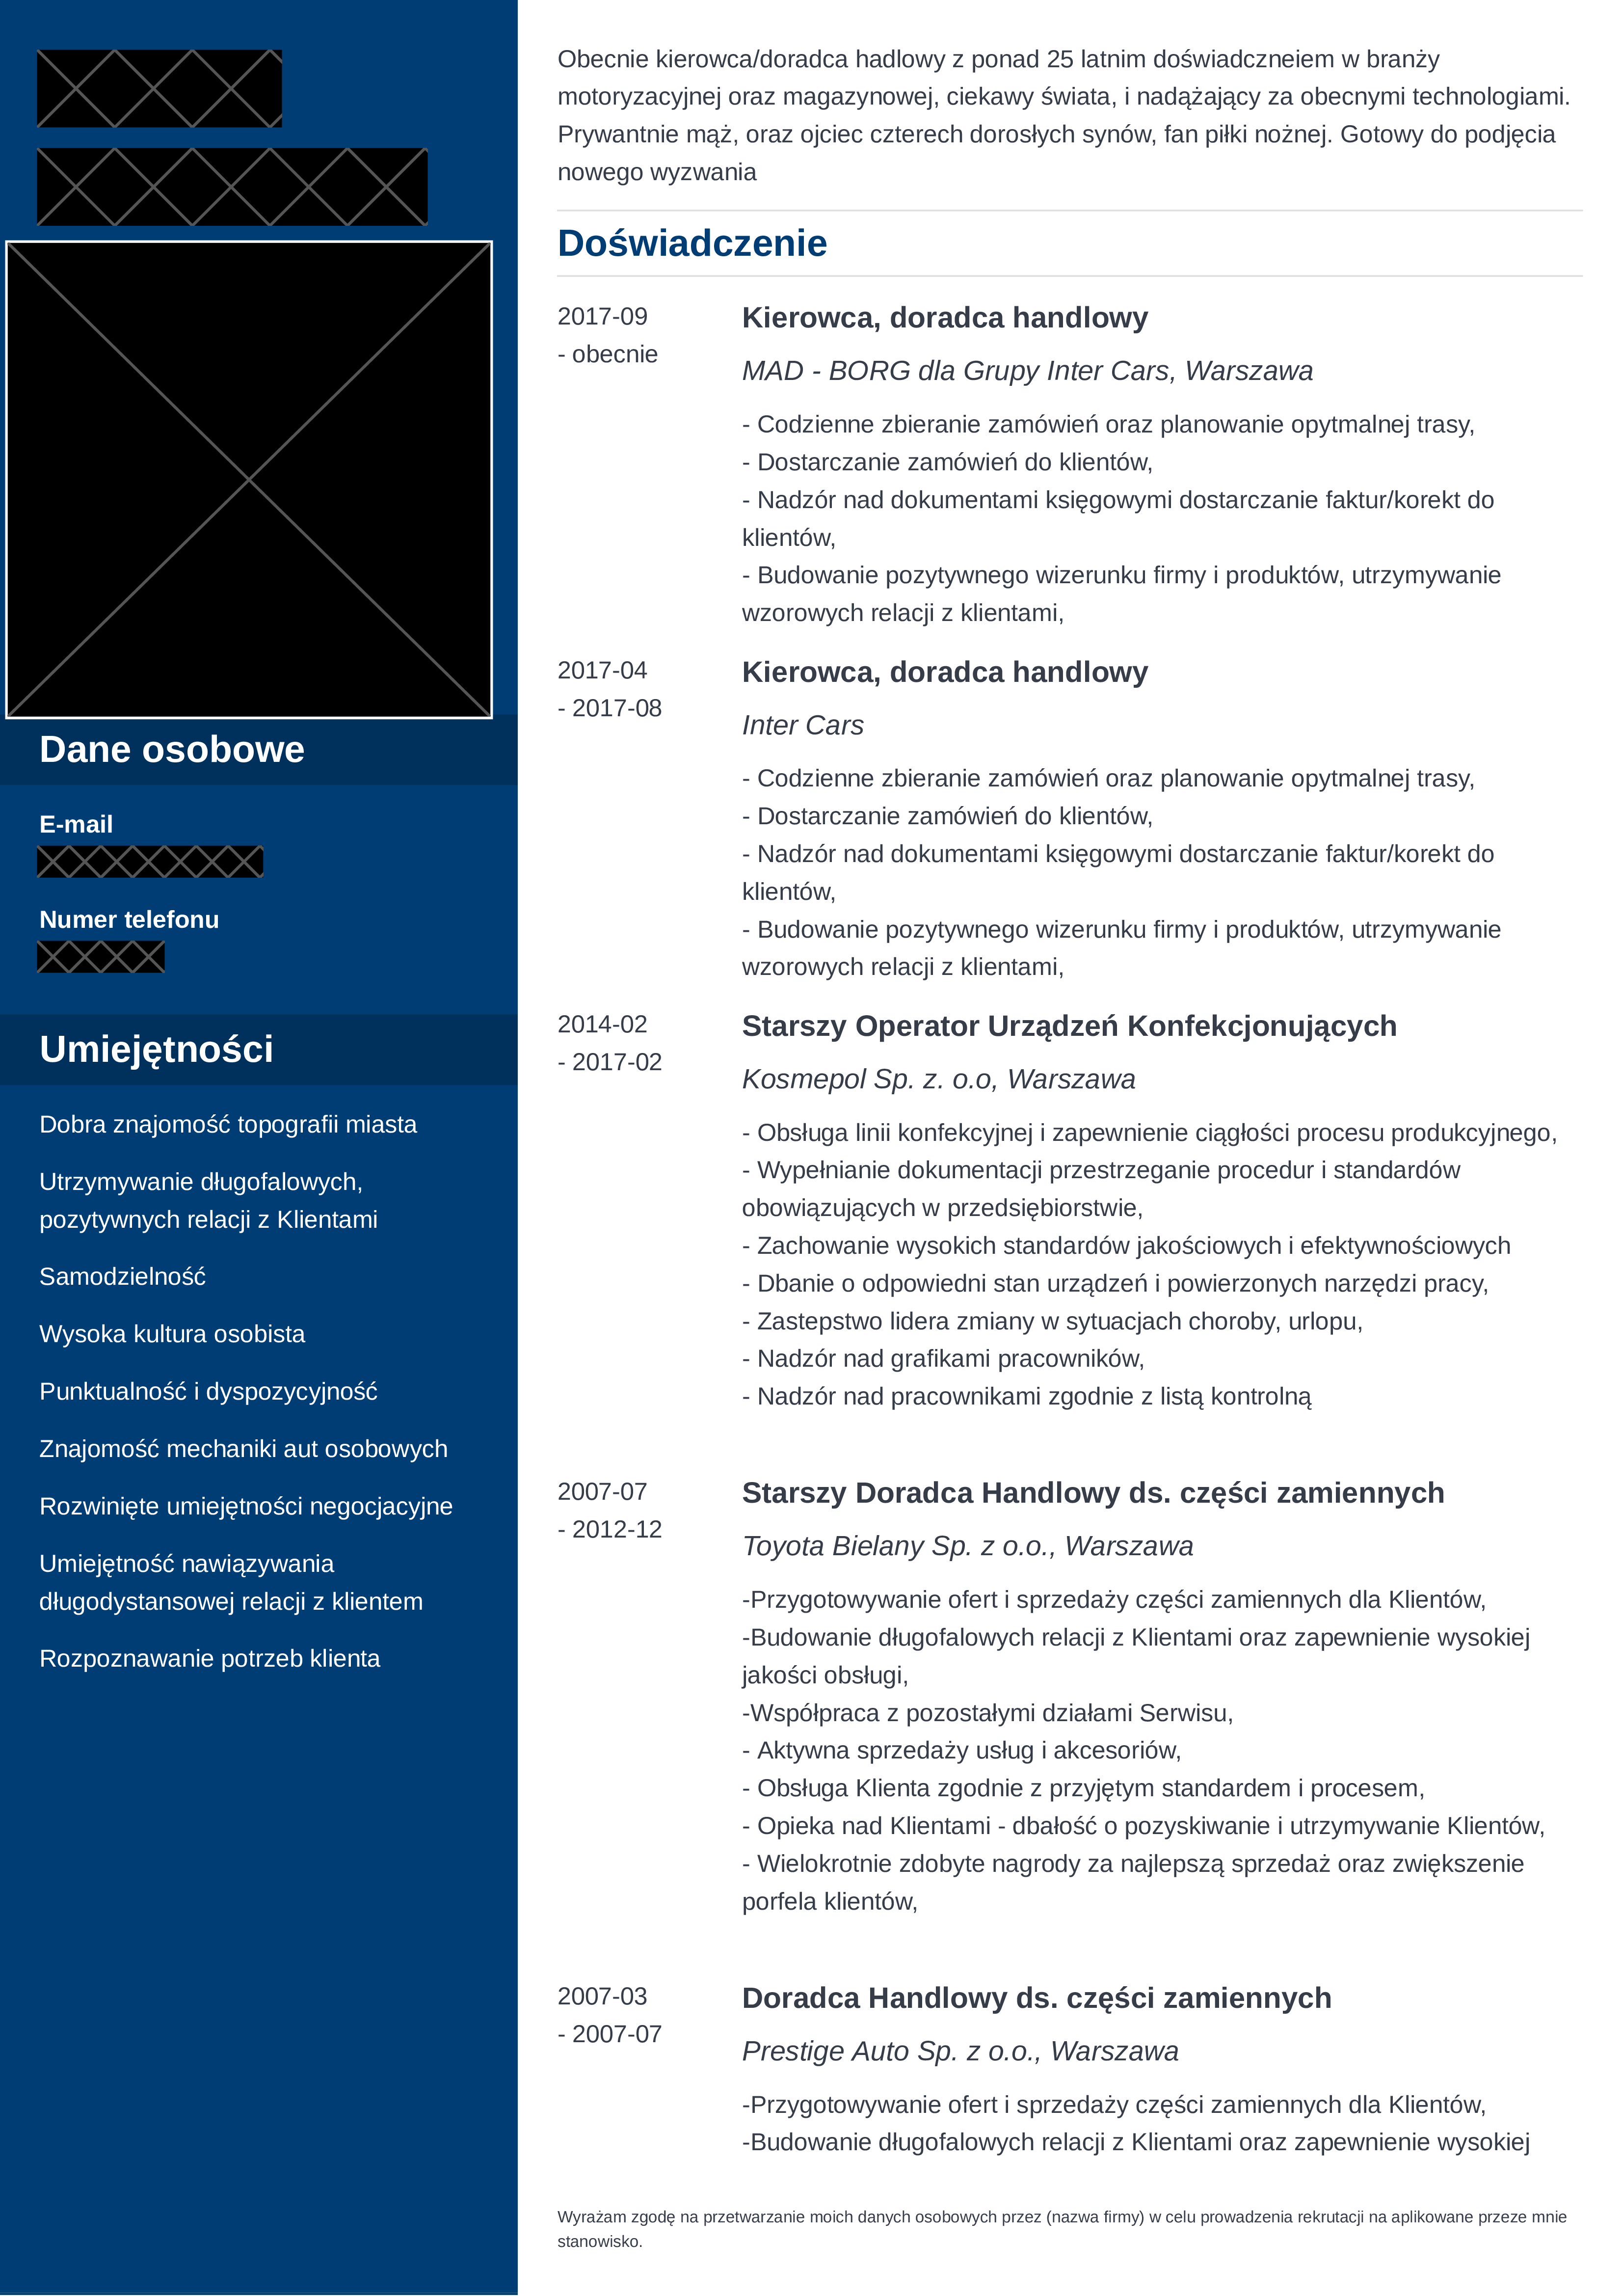 Dane osobowe
E-mail
Numer telefonu
Umiejętności
Dobra znajomość topografii miasta
Utrzymywanie długofalowych,
pozytywnych relacji z Klientami
Samodzielność
Wysoka kultura osobista
Punktualność i dyspozycyjność
Znajomość mechaniki aut osobowych
Rozwinięte umiejętności negocjacyjne
Umiejętność nawiązywania
długodystansowej relacji z klientem
Rozpoznawanie potrzeb klienta
Obecnie kierowca/doradca hadlowy z ponad 25 latnim doświadczneiem w branży
motoryzacyjnej oraz magazynowej, ciekawy świata, i nadążający za obecnymi technologiami.
Prywantnie mąż, oraz ojciec czterech dorosłych synów, fan piłki nożnej. Gotowy do podjęcia
nowego wyzwania
Doświadczenie
2017-09
- obecnie
Kierowca, doradca handlowy
MAD - BORG dla Grupy Inter Cars, Warszawa
- Codzienne zbieranie zamówień oraz planowanie opytmalnej trasy,
- Dostarczanie zamówień do klientów,
- Nadzór nad dokumentami księgowymi dostarczanie faktur/korekt do
klientów,
- Budowanie pozytywnego wizerunku firmy i produktów, utrzymywanie
wzorowych relacji z klientami,
2017-04
- 2017-08
Kierowca, doradca handlowy
Inter Cars
- Codzienne zbieranie zamówień oraz planowanie opytmalnej trasy,
- Dostarczanie zamówień do klientów,
- Nadzór nad dokumentami księgowymi dostarczanie faktur/korekt do
klientów,
- Budowanie pozytywnego wizerunku firmy i produktów, utrzymywanie
wzorowych relacji z klientami,
2014-02
- 2017-02
Starszy Operator Urządzeń Konfekcjonujących
Kosmepol Sp. z. o.o, Warszawa
- Obsługa linii konfekcyjnej i zapewnienie ciągłości procesu produkcyjnego,
- Wypełnianie dokumentacji przestrzeganie procedur i standardów
obowiązujących w przedsiębiorstwie,
- Zachowanie wysokich standardów jakościowych i efektywnościowych
- Dbanie o odpowiedni stan urządzeń i powierzonych narzędzi pracy,
- Zastepstwo lidera zmiany w sytuacjach choroby, urlopu,
- Nadzór nad grafikami pracowników,
- Nadzór nad pracownikami zgodnie z listą kontrolną
2007-07
- 2012-12
Starszy Doradca Handlowy ds. części zamiennych
Toyota Bielany Sp. z o.o., Warszawa
-Przygotowywanie ofert i sprzedaży części zamiennych dla Klientów,
-Budowanie długofalowych relacji z Klientami oraz zapewnienie wysokiej
jakości obsługi,
-Współpraca z pozostałymi działami Serwisu,
- Aktywna sprzedaży usług i akcesoriów,
- Obsługa Klienta zgodnie z przyjętym standardem i procesem,
- Opieka nad Klientami - dbałość o pozyskiwanie i utrzymywanie Klientów,
- Wielokrotnie zdobyte nagrody za najlepszą sprzedaż oraz zwiększenie
porfela klientów,
2007-03
- 2007-07
Doradca Handlowy ds. części zamiennych
Prestige Auto Sp. z o.o., Warszawa
-Przygotowywanie ofert i sprzedaży części zamiennych dla Klientów,
-Budowanie długofalowych relacji z Klientami oraz zapewnienie wysokiej
Wyrażam zgodę na przetwarzanie moich danych osobowych przez (nazwa firmy) w celu prowadzenia rekrutacji na aplikowane przeze mnie
stanowisko.